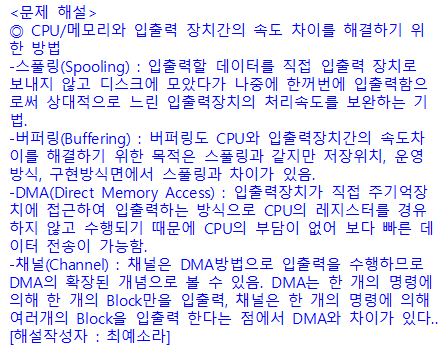 <문제 해설>
◎ CPU/메모리와 입출력 장치간의 속도 차이를 해결하기 위
한 방법
-스풀링(Spooling) : 입출력할 데이터를 직접 입출력 장치로
보내지 않고 디스크에 모았다가 나중에 한꺼번에 입출력함으
로써 상대적으로 느린 입출력장치의 처리속도를 보완하는 기
법.
-버퍼링(Buffering) : 버퍼링도 CPU와 입출력장치간의 속도차
이를 해결하기 위한 목적은 스풀링과 같지만 저장위치, 운영
방식, 구현방식면에서 스풀링과 차이가 있음.
-DMA(Direct Memory Access) : 입출력장치가 직접 주기억장
치에 접근하여 입출력하는 방식으로 CPU의 레지스터를 경유
하지 않고 수행되기 때문에 CPU의 부담이 없어 보다 빠른 데
이터 전송이 가능함.
-채널(Channel) : 채널은 DMA방법으로 입출력을 수행하므로
DMA의 확장된 개념으로 볼 수 있음. DMA는 한 개의 명령에
의해 한 개의 Block만을 입출력, 채널은 한 개의 명령에 의해
여러개의 Block을 입출력 한다는 점에서 DMA와 차이가 있다..
[해설작성자 : 최예소라]